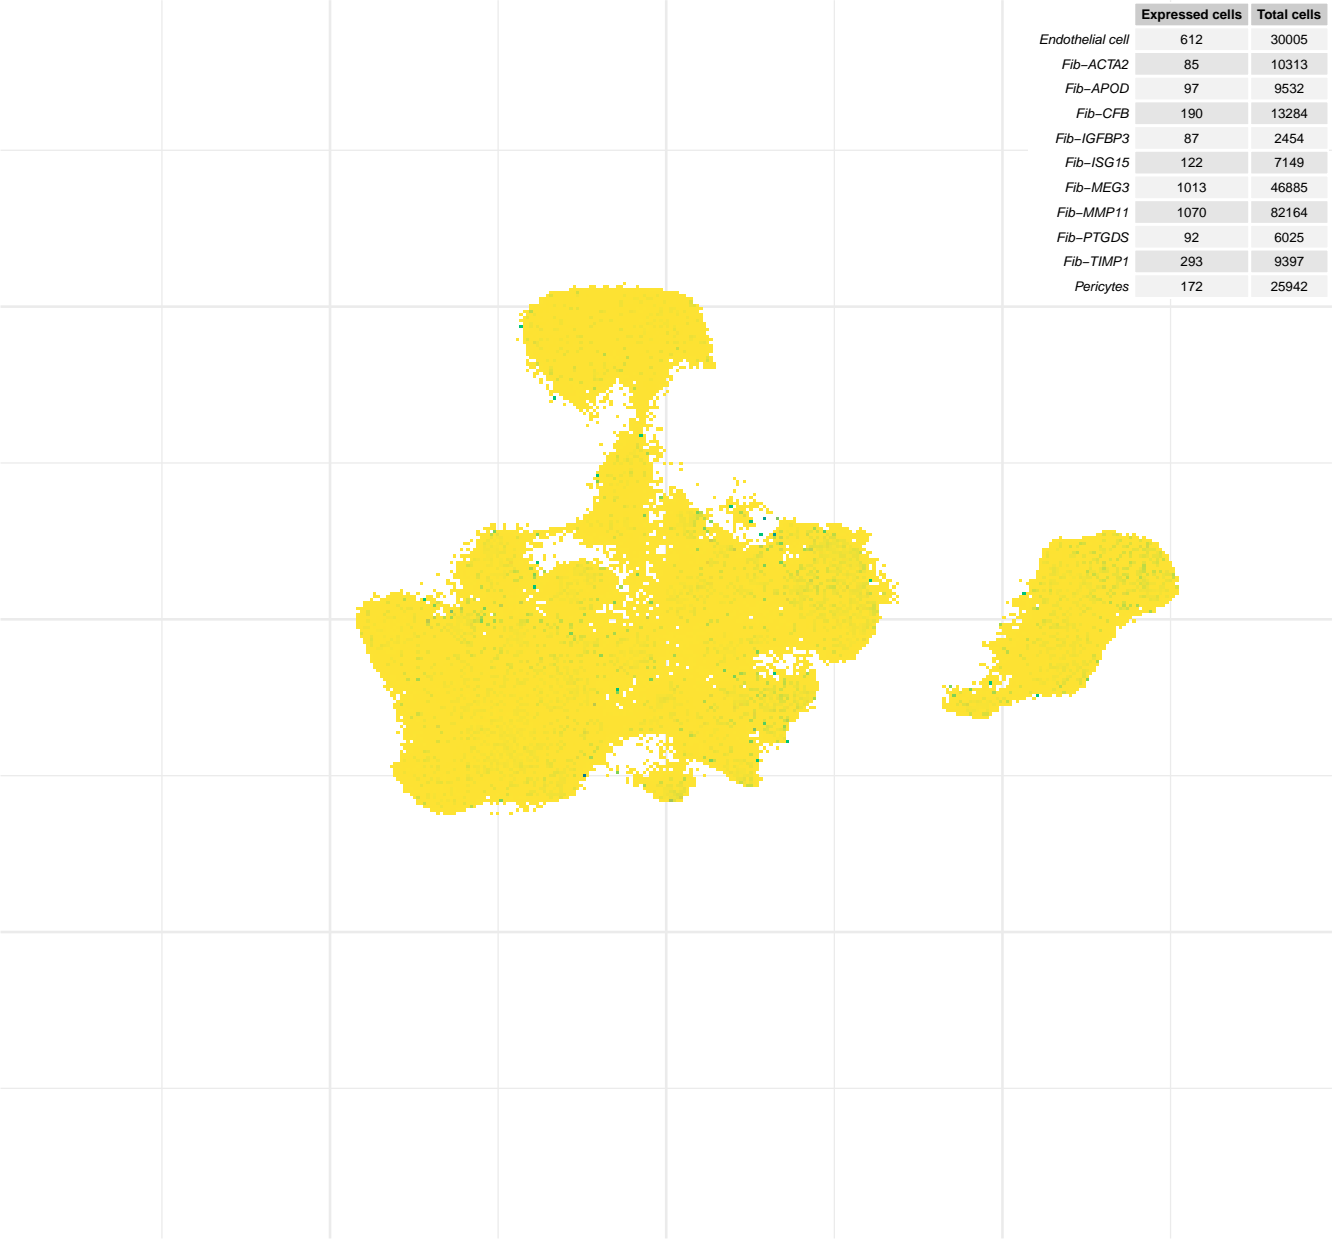 Expressed cells Total cells
Endothelial cell 612 30005
Fib−ACTA2 85 10313
Fib−APOD 97 9532
Fib−CFB 190 13284
Fib−IGFBP3 87 2454
Fib−ISG15 122 7149
Fib−MEG3 1013 46885
Fib−MMP11 1070 82164
Fib−PTGDS 92 6025
Fib−TIMP1 293 9397
Pericytes 172 25942